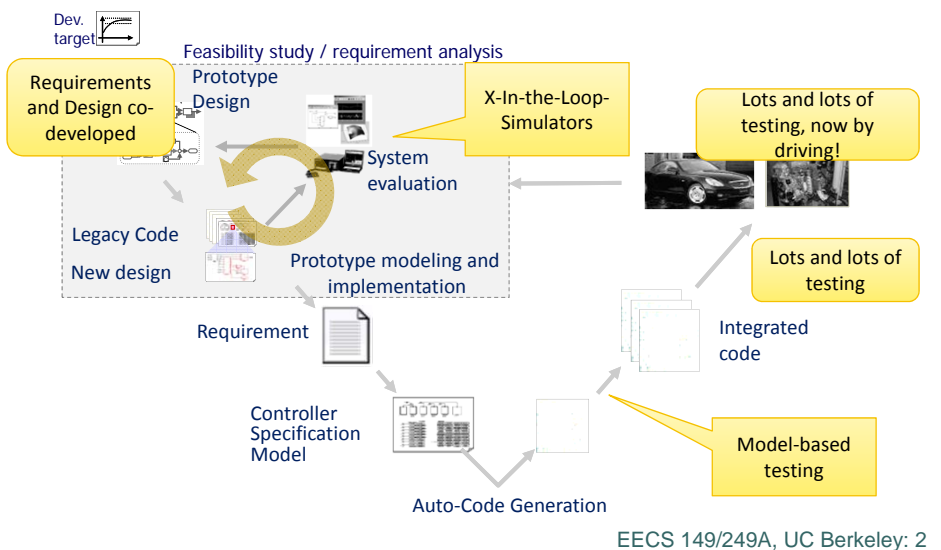 Dev.
target
Feasibility study / requirement analysis
Requirements
and Design co-
developed
Prototype
Design
X-In-the-Loop-
Simulators
Lots and lots of
testing, now by
driving!
System
evaluation
Legacy Code
New design
Prototype modeling and
implementation
Lots and lots of
testing
Requirement
Integrated
code
Controller
Specification
Model
Model-based
testing
Auto-Code Generation
EECS 149/249A, UC Berkeley: 2